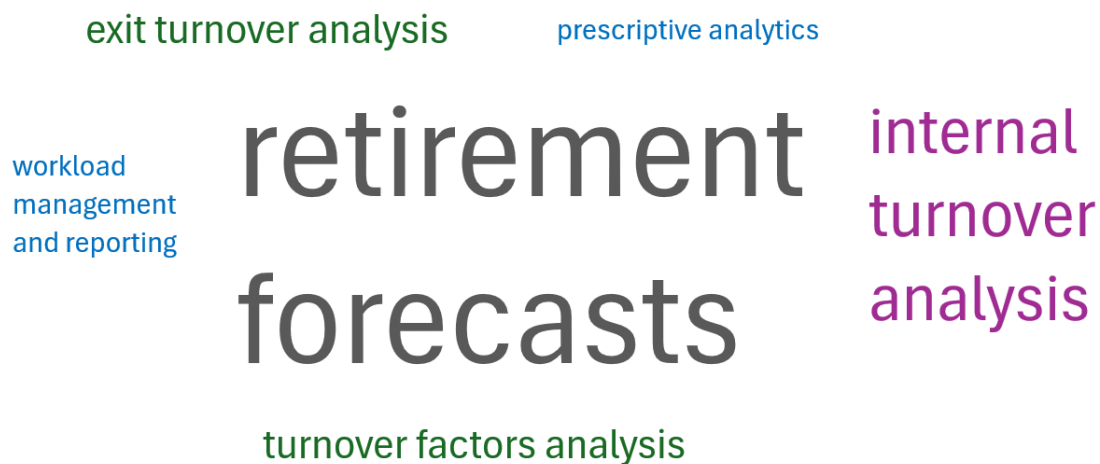 exit turnover analysis
prescriptive analytics
workload
management
and reporting
retirement
forecasts
internal
turnover
analysis
turnover factors analysis